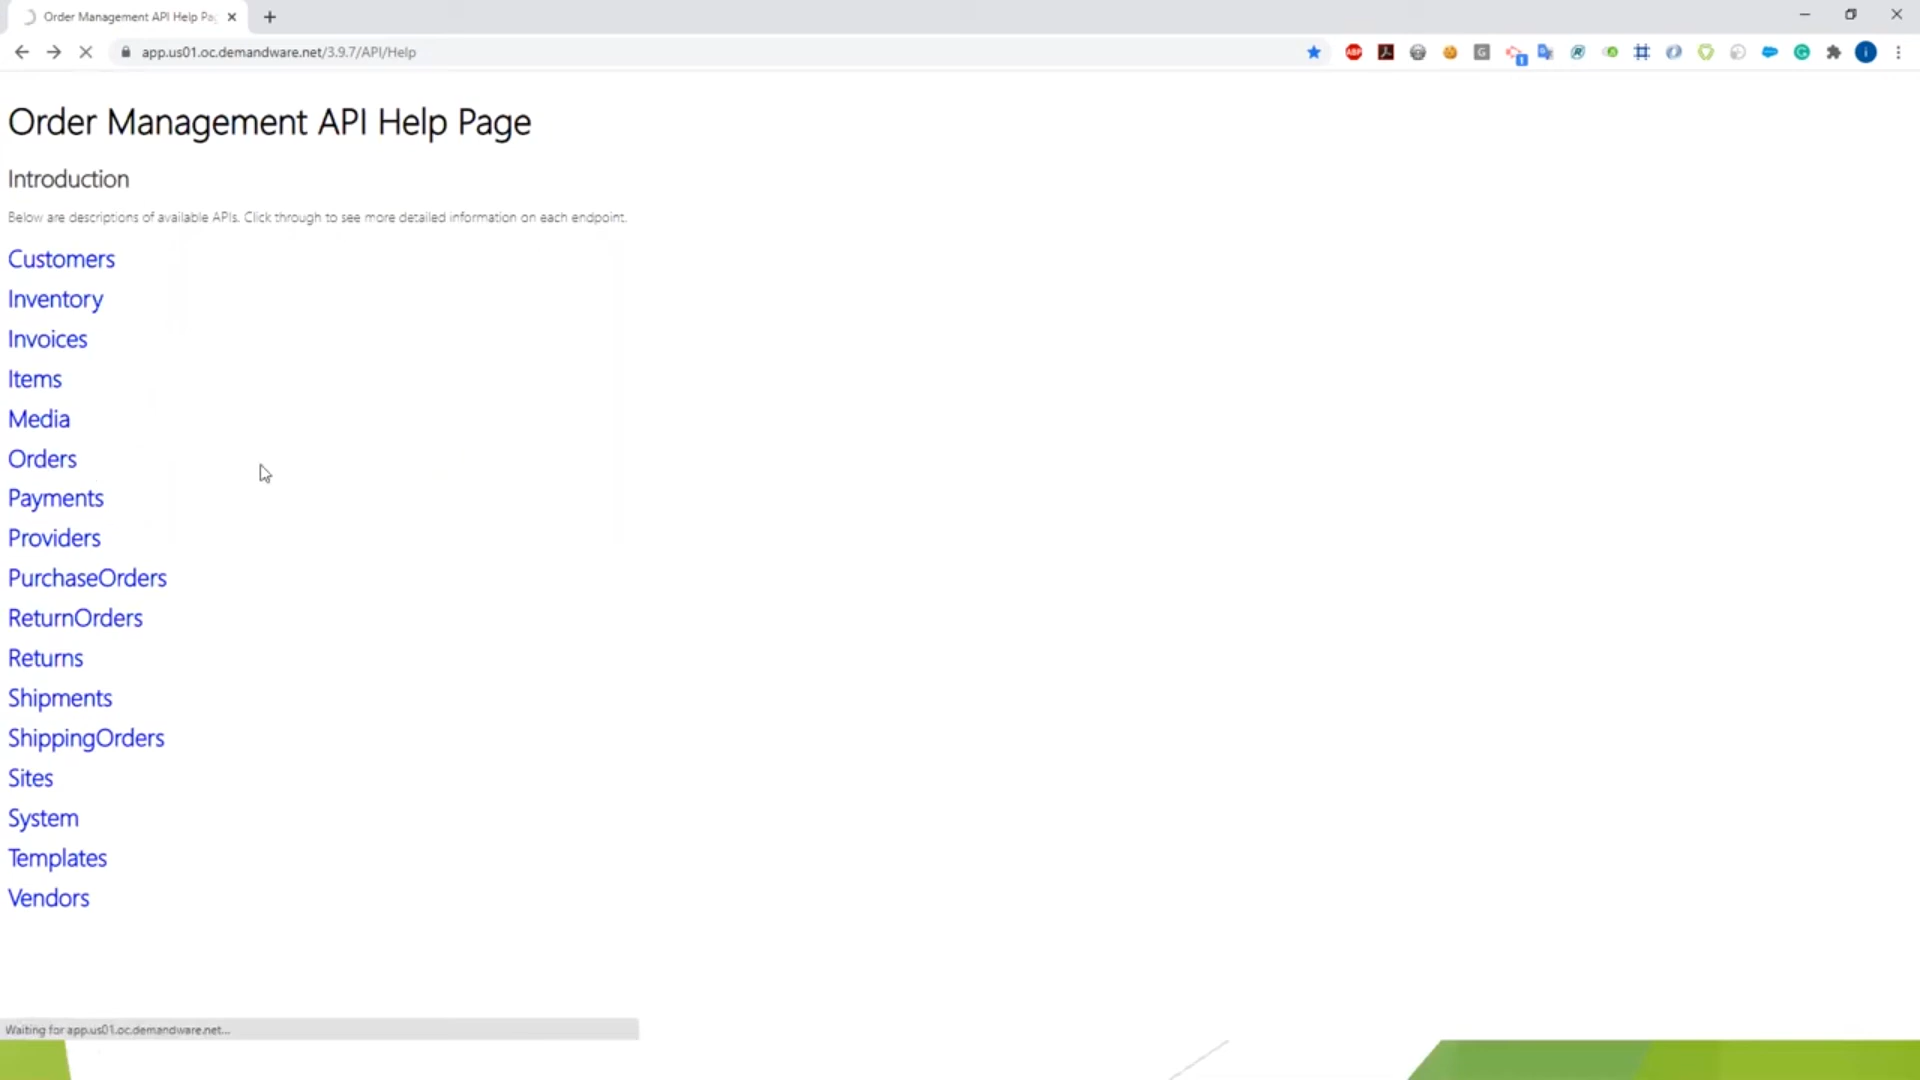 Order Management API Help Pa
app.us01.oc.demandware.net/3.9.7/API/Help
ABP
G
1
i
Order Management API Help Page
Introduction
Below are descriptions of available APIs. Click through to see more detailed information on each endpoint.
Customers
Inventory
Invoices
Items
Media
Orders
Payments
Providers
PurchaseOrders
ReturnOrders
Returns
Shipments
ShippingOrders
Sites
System
Templates
Vendors
Waiting for app.us01.oc.demandware.net...